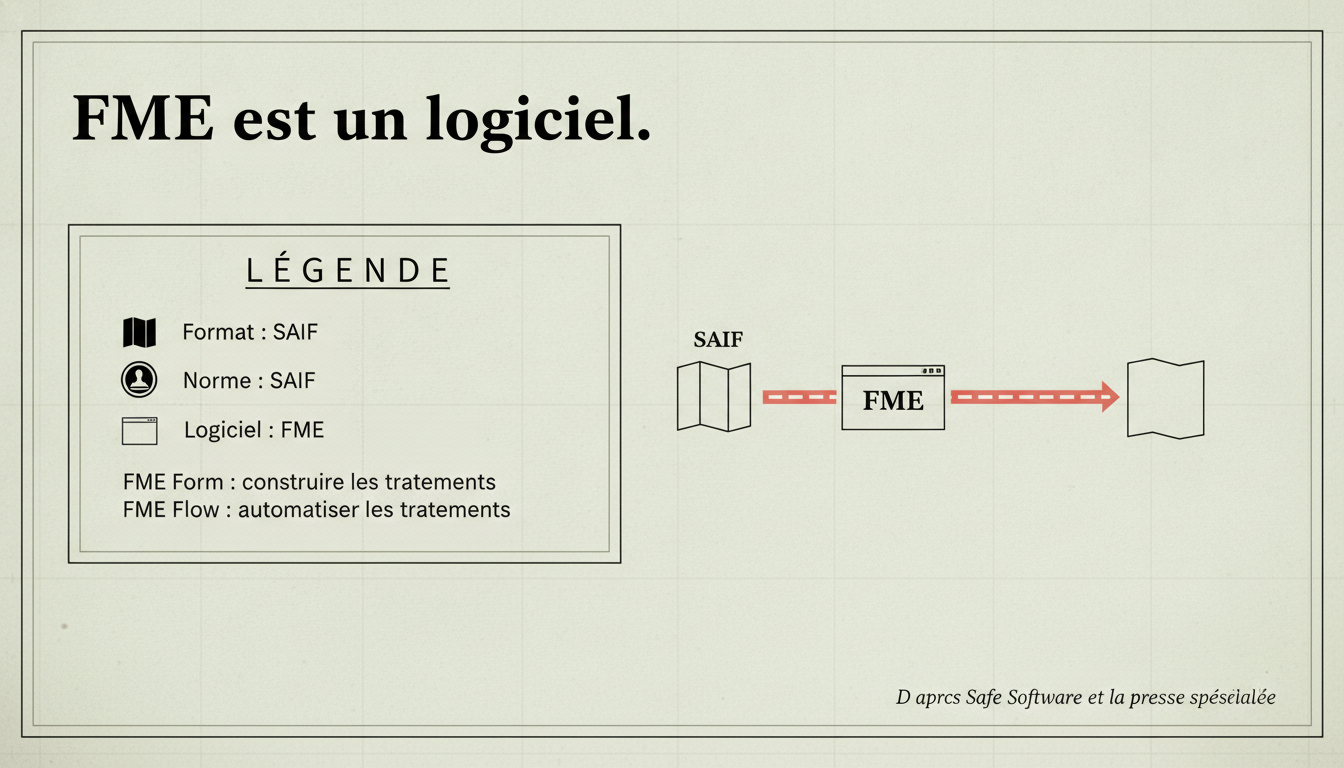 FME est un logiciel.
LÉGENDE
Format : SAIF
Norme : SAIF
Logiciel : FME
FME Form : construire les tratements
FME Flow : automatiser les tratements
SAIF
FME
D aprcs Safe Software et la presse spéséialée